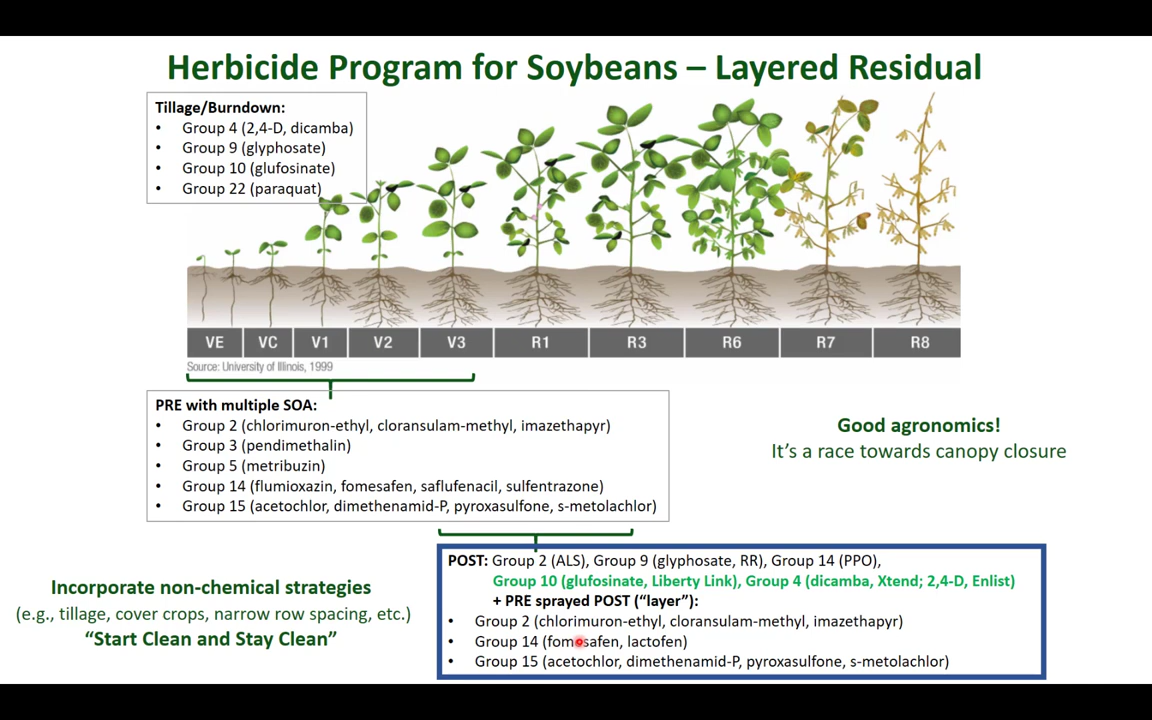 Herbicide Program for Soybeans – Layered Residual
Tillage/Burndown:
• Group 4 (2,4-D, dicamba)
• Group 9 (glyphosate)
• Group 10 (glufosinate)
• Group 22 (paraquat)
VE VC V1 V2 V3 R1 R3 R6 R7 R8
Source: University of Illinois, 1999
PRE with multiple SOA:
• Group 2 (chlorimuron-ethyl, cloransulam-methyl, imazethapyr)
• Group 3 (pendimethalin)
• Group 5 (metribuzin)
• Group 14 (flumioxazin, fomesafen, saflufenacil, sulfentrazone)
• Group 15 (acetochlor, dimethenamid-P, pyroxasulfone, s-metolachlor)
Good agronomics!
It’s a race towards canopy closure
Incorporate non-chemical strategies
(e.g., tillage, cover crops, narrow row spacing, etc.)
“Start Clean and Stay Clean”
POST: Group 2 (ALS), Group 9 (glyphosate, RR), Group 14 (PPO),
Group 10 (glufosinate, Liberty Link), Group 4 (dicamba, Xtend; 2,4-D, Enlist)
+ PRE sprayed POST (“layer”):
• Group 2 (chlorimuron-ethyl, cloransulam-methyl, imazethapyr)
• Group 14 (fomesafen, lactofen)
• Group 15 (acetochlor, dimethenamid-P, pyroxasulfone, s-metolachlor)